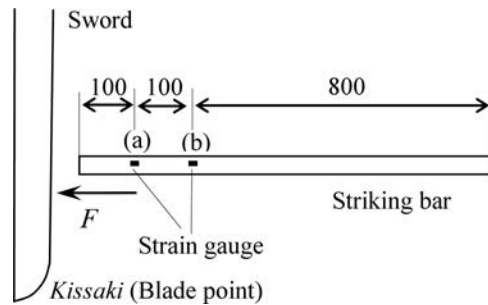 Sword
100
100
800
(a)
(b)
F
Striking bar
Strain gauge
Kissaki (Blade point)